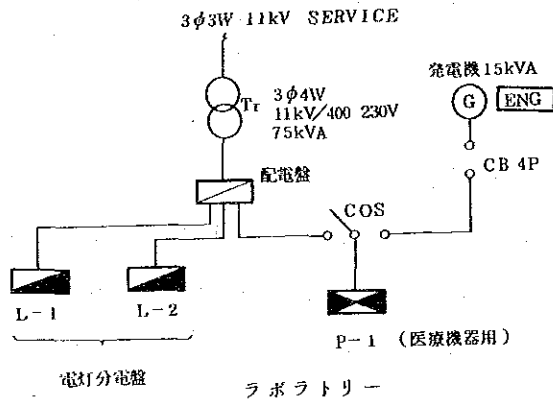 3φ3W 11kV SERVICE
発電機15kVA
G ENG
Tr 3φ4W
11kV/400 230V
75kVA
CB 4P
配電盤
COS
L-1
L-2
P-1 (医療機器用)
電灯分電盤
ラボラトリー